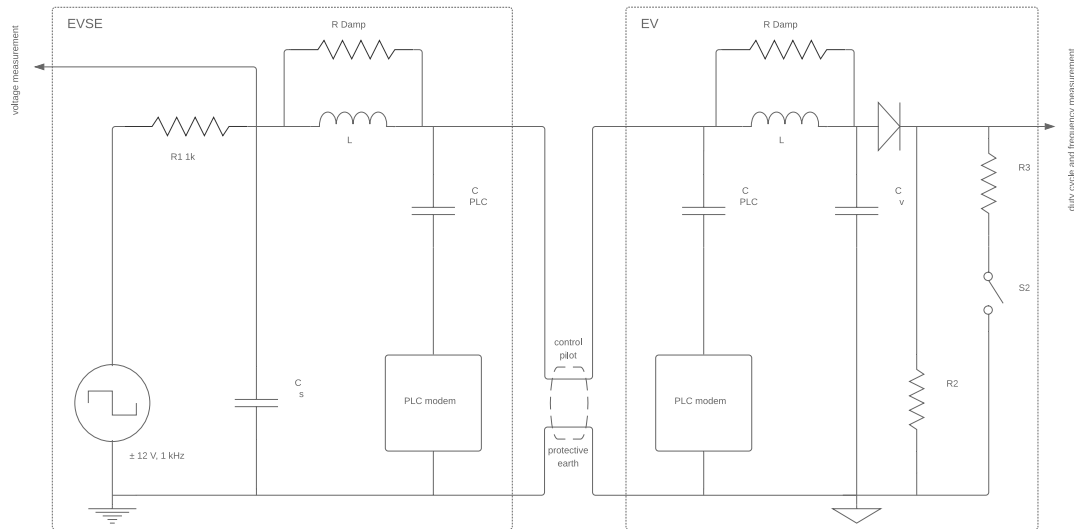 EVSE
EV
R Damp
R Damp
voltage measurement
duty cycle and frequency measurement
R1 1k
L
L
R3
C
PLC
C
PLC
C
v
S2
control
pilot
C
s
PLC modem
PLC modem
R2
protective
earth
± 12 V, 1 kHz